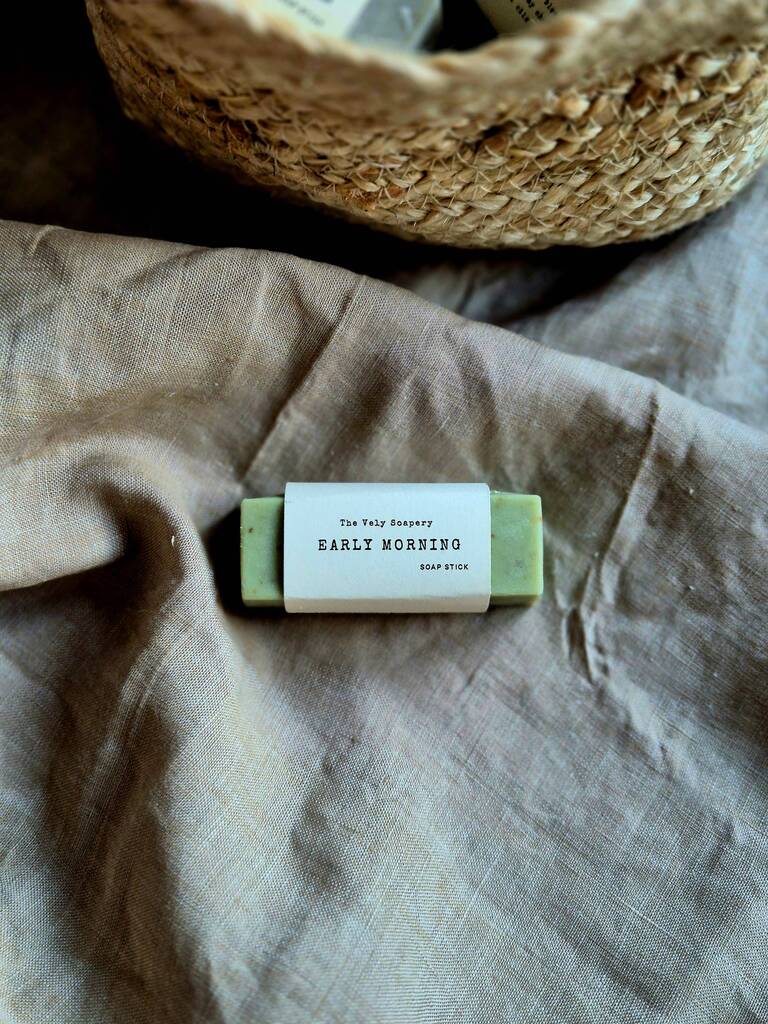 The Vely Soapery
EARLY MORNING
SOAP STICK